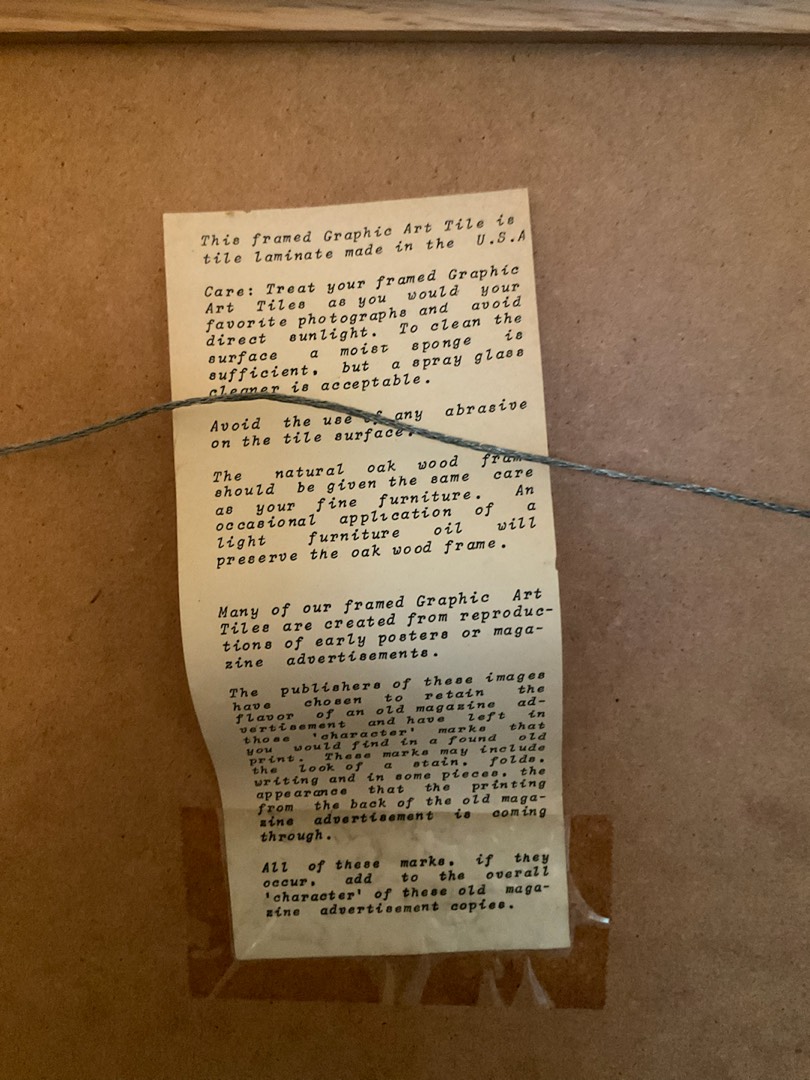 This framed Graphic Art Tile is
tile laminate made in the U.S.A
Care: Treat your framed Graphic
Art Tiles as you would your
favorite photographs and avoid
direct sunlight. To clean the
surface a moist sponge is
sufficient, but a spray glass
cleaner is acceptable.
Avoid the use of any abrasive
on the tile surface.
The natural oak wood frame
should be given the same care
as your fine furniture. An
occasional application of a
light furniture oil will
preserve the oak wood frame.
Many of our framed Graphic Art
Tiles are created from reproduc-
tions of early posters or maga-
zine advertisements.
The publishers of these images
have chosen to retain the
flavor of an old magazine ad-
vertisement and have left in
those 'character' marks that
you would find in a found old
print. These marks may include
the look of a stain, folds,
writing and in some pieces, the
appearance that the printing
from the back of the old maga-
zine advertisement is coming
through.
All of these marks, if they
occur, add to the overall
'character' of these old maga-
zine advertisement copies.